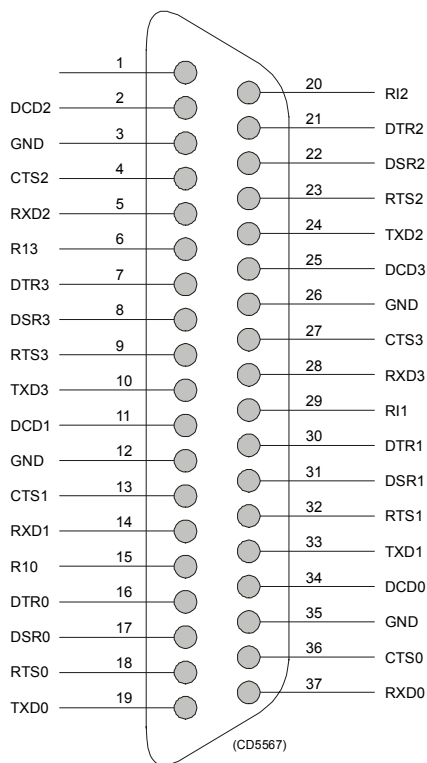 1
DCD2 2
GND 3
CTS2 4
RXD2 5
R13 6
DTR3 7
DSR3 8
RTS3 9
TXD3 10
DCD1 11
GND 12
CTS1 13
RXD1 14
R10 15
DTR0 16
DSR0 17
RTS0 18
TXD0 19
20 RI2
21 DTR2
22 DSR2
23 RTS2
24 TXD2
25 DCD3
26 GND
27 CTS3
28 RXD3
29 RI1
30 DTR1
31 DSR1
32 RTS1
33 TXD1
34 DCD0
35 GND
36 CTS0
37 RXD0
(CD5567)